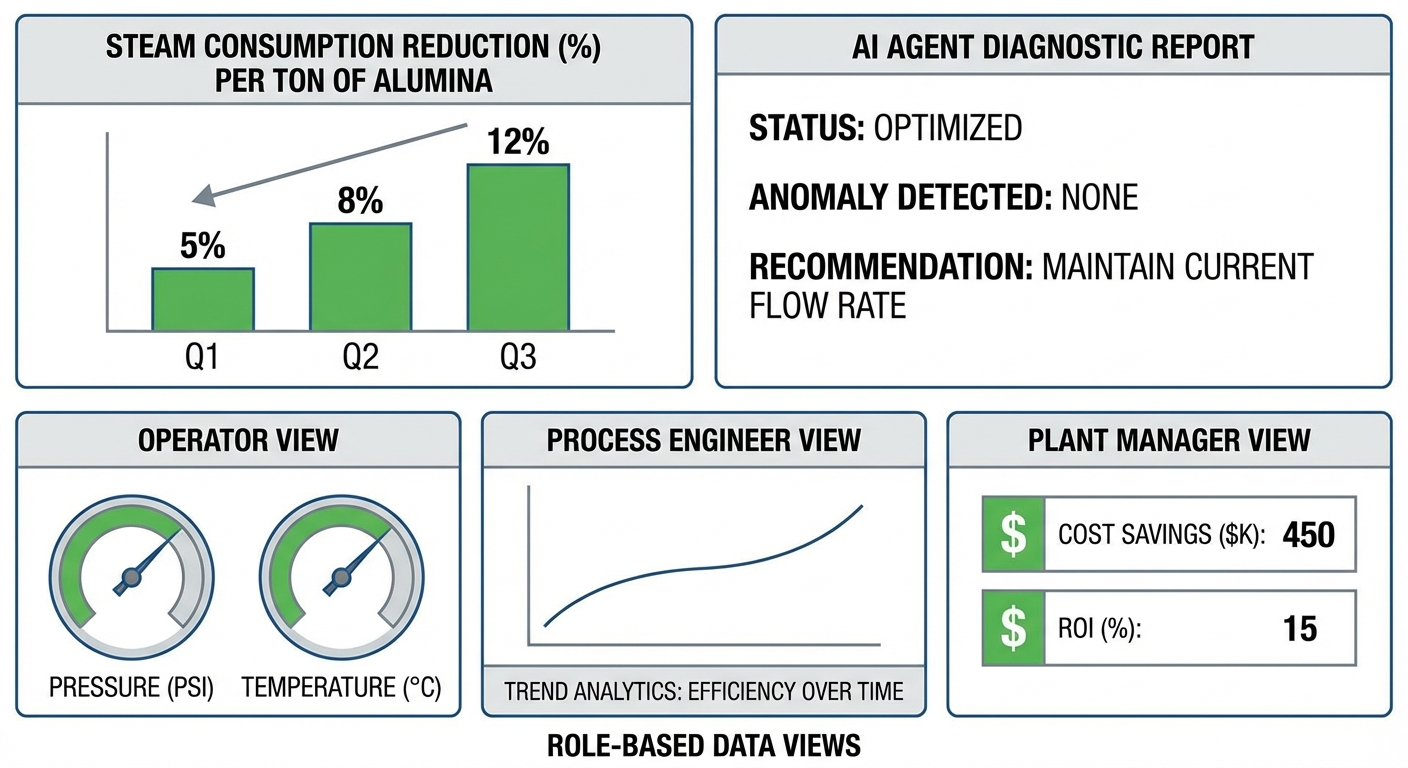 STEAM CONSUMPTION REDUCTION (%)
PER TON OF ALUMINA
12%
8%
5%
Q1 Q2 Q3
AI AGENT DIAGNOSTIC REPORT
STATUS: OPTIMIZED
ANOMALY DETECTED: NONE
RECOMMENDATION: MAINTAIN CURRENT
FLOW RATE
OPERATOR VIEW
PRESSURE (PSI) TEMPERATURE (°C)
PROCESS ENGINEER VIEW
TREND ANALYTICS: EFFICIENCY OVER TIME
PLANT MANAGER VIEW
$ COST SAVINGS ($K): 450
$ ROI (%): 15
ROLE-BASED DATA VIEWS